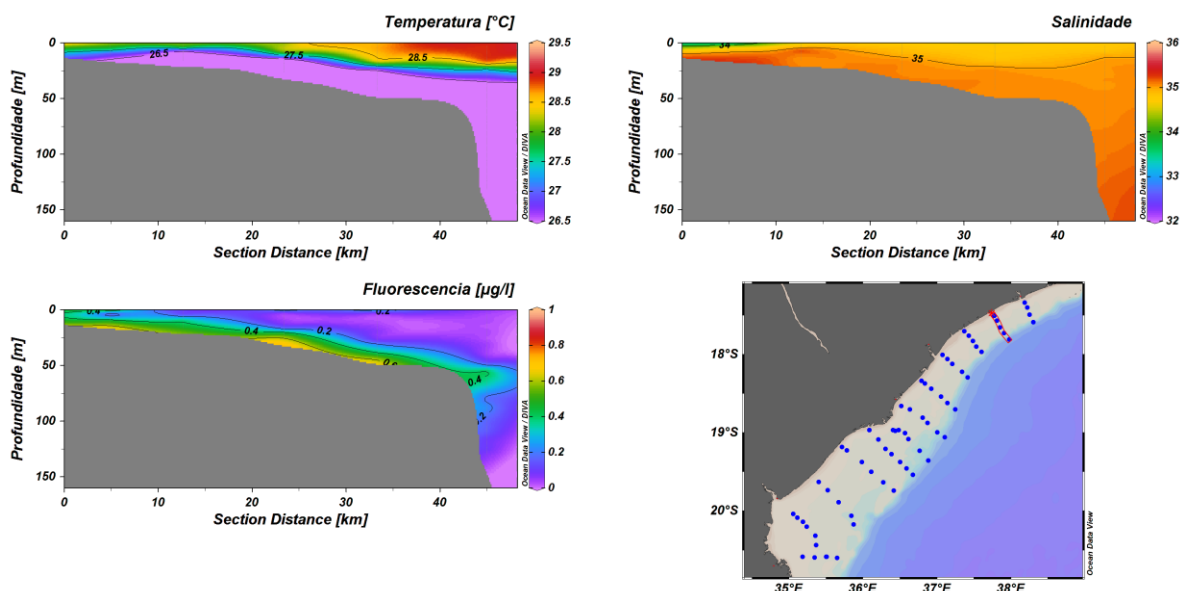 Temperatura [°C]
0
50
100
150
Profundidade [m]
26.5
27.5
28.5
0
10
20
30
40
Section Distance [km]
29.5
29
28.5
28
27.5
27
26.5
Ocean Data View / DIVA
Salinidade
0
50
100
150
Profundidade [m]
34
35
0
10
20
30
40
Section Distance [km]
36
35
34
33
32
Ocean Data View / DIVA
Fluorescencia [µg/l]
0
50
100
150
Profundidade [m]
0.4
0.2
0.4
0.2
0.4
0.2
0
10
20
30
40
Section Distance [km]
1
0.8
0.6
0.4
0.2
0
Ocean Data View / DIVA
18°S
19°S
20°S
34°E
35°E
36°E
37°E
38°E
Ocean Data View